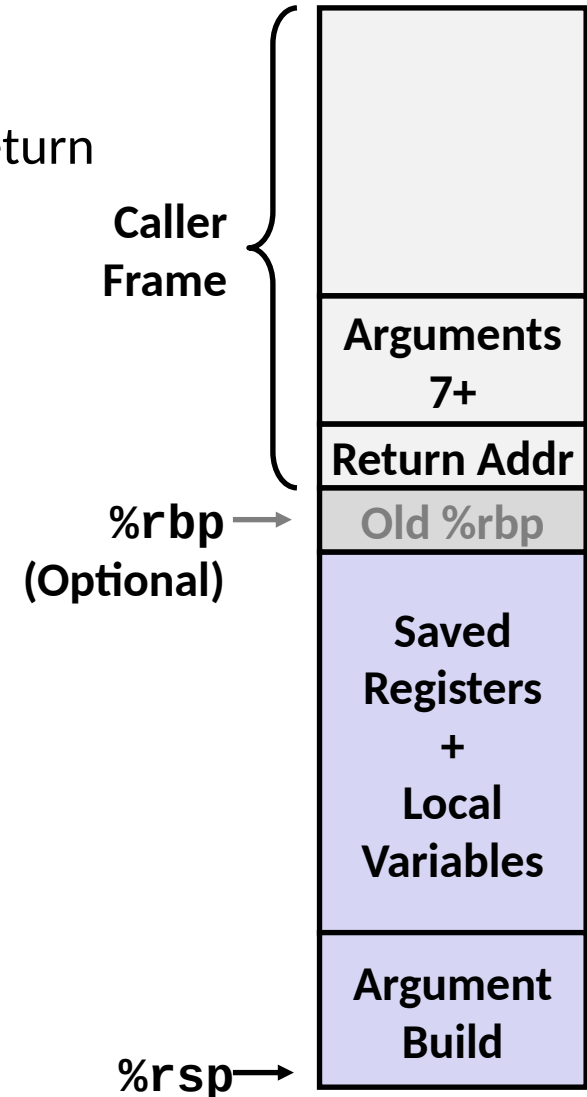 turn
Caller
Frame
Arguments
7+
Return Addr
%rbp
Old %rbp
(Optional)
Saved
Registers
+
Local
Variables
Argument
Build
%rsp